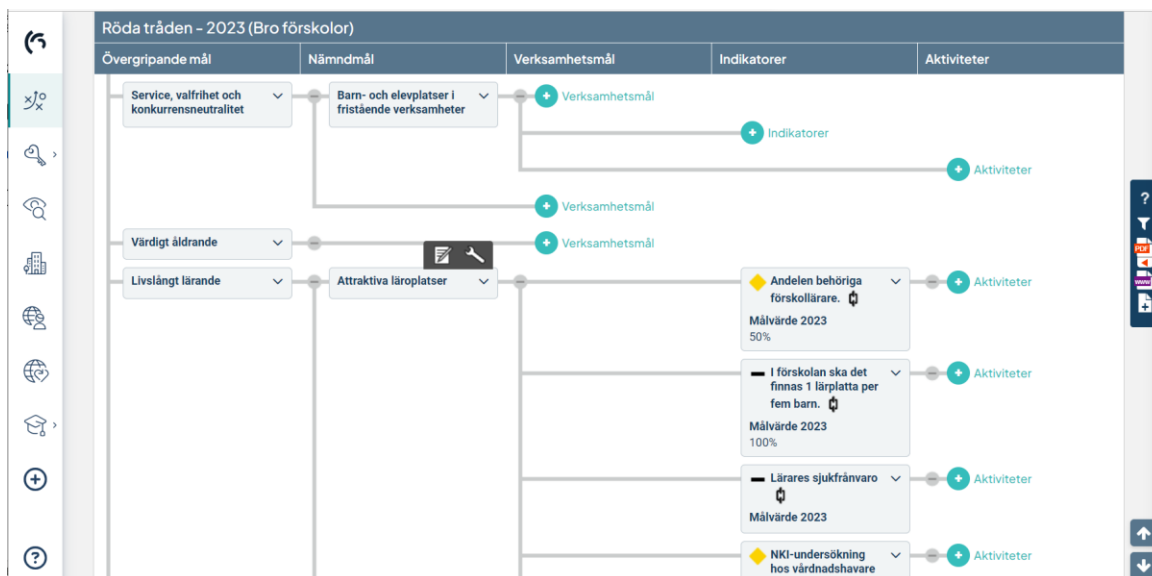 Röda tråden - 2023 (Bro förskolor)
Övergripande mål
Nämndmål
Verksamhetsmål
Indikatorer
Aktiviteter
Service, valfrihet och
konkurrensneutralitet
Barn- och elevplatser i
fristående verksamheter
Verksamhetsmål
Indikatorer
Aktiviteter
Verksamhetsmål
Värdigt åldrande
Verksamhetsmål
Livslångt lärande
Attraktiva läroplatser
Andelen behöriga
förskollärare.
Målvärde 2023
50%
Aktiviteter
I förskolan ska det
finnas 1 lärplatta per
fem barn.
Målvärde 2023
100%
Aktiviteter
Lärares sjukfrånvaro
Målvärde 2023
Aktiviteter
NKI-undersökning
hos vårdnadshavare
Aktiviteter
?
PDF
www
?